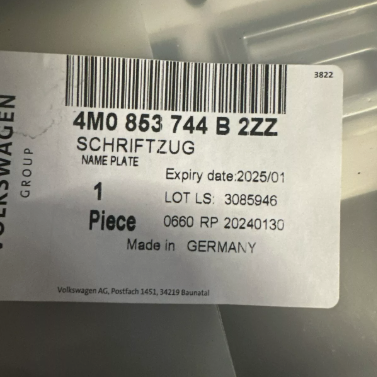 3822
4M0 853 744 B 2ZZ
SCHRIFTZUG
NAME PLATE
Expiry date:2025/01
1 LOT LS: 3085946
Piece 0660 RP 20240130
Made in GERMANY
Volkswagen AG, Postfach 1451, 34219 Baunatal
VOLKSWAGEN
GROUP